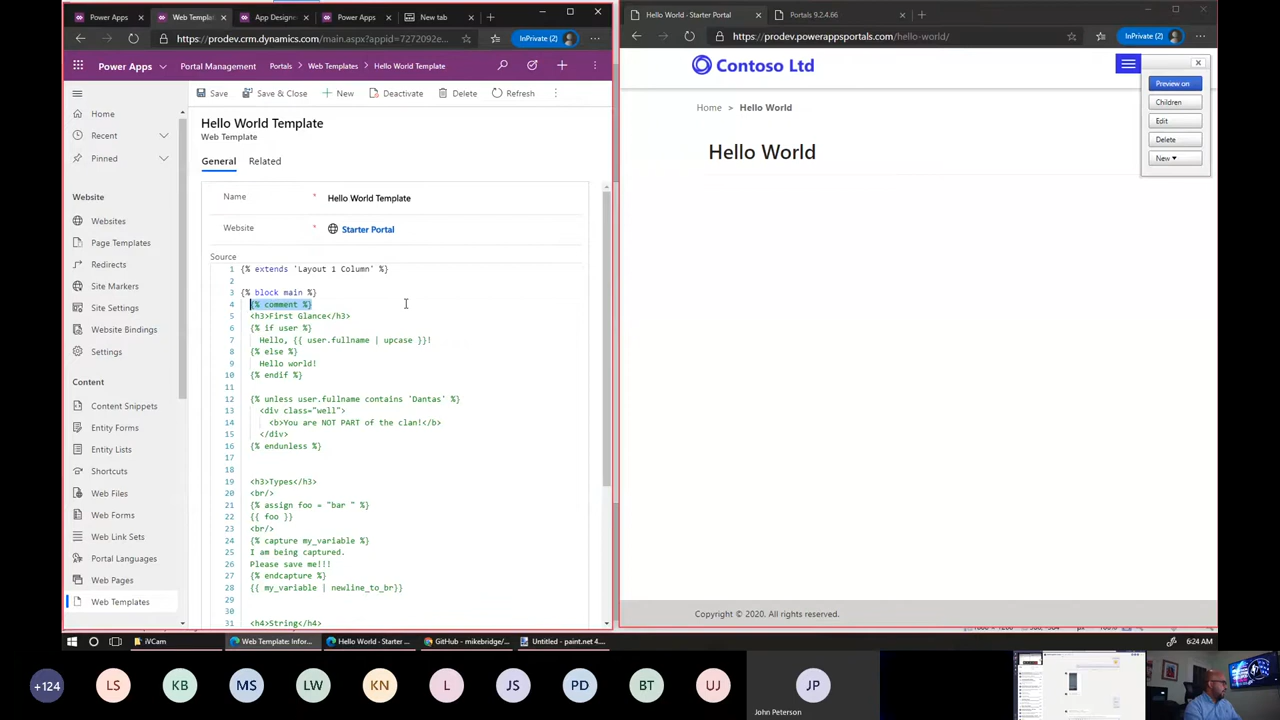 Power Apps
Web Templa
App Designe
Power Apps
New tab
https://prodev.crm.dynamics.com/main.aspx?appid=7272092e...
InPrivate (2)
Power Apps
Portal Management
Portals
Web Templates
Hello World Template
Save
Save & Close
New
Deactivate
Delete
Refresh
Home
Recent
Pinned
Website
Websites
Page Templates
Redirects
Site Markers
Site Settings
Website Bindings
Settings
Content
Content Snippets
Entity Forms
Entity Lists
Shortcuts
Web Files
Web Forms
Web Link Sets
Portal Languages
Web Pages
Web Templates
Hello World Template
Web Template
General
Related
Name * Hello World Template
Website * Starter Portal
Source
1 {% extends 'Layout 1 Column' %}
2
3 {% block main %}
4 {% comment %}
5 <h3>First Glance</h3>
6 {% if user %}
7 Hello, {{ user.fullname | upcase }}!
8 {% else %}
9 Hello world!
10 {% endif %}
11
12 {% unless user.fullname contains 'Dantas' %}
13 <div class="well">
14 <b>You are NOT PART of the clan!</b>
15 </div>
16 {% endunless %}
17
18
19 <h3>Types</h3>
20 <br/>
21 {% assign foo = "bar " %}
22 {{ foo }}
23 <br/>
24 {% capture my_variable %}
25 I am being captured.
26 Please save me!!!
27 {% endcapture %}
28 {{ my_variable | newline_to_br}}
29
30
31 <h4>String</h4>
Hello World - Starter Portal
Portals 9.2.4.66
https://prodev.powerappsportals.com/hello-world/
InPrivate (2)
Contoso Ltd
Home > Hello World
Hello World
Preview on
Children
Edit
Delete
New
Copyright © 2020. All rights reserved.
iVCam
Web Template: Infor...
Hello World - Starter ...
GitHub - mikebridge/...
Untitled - paint.net 4....
6:24 AM
+124
LS
KB
MS
LW
KN
L
JS
PD
BT
UJ
JP
John Peterson